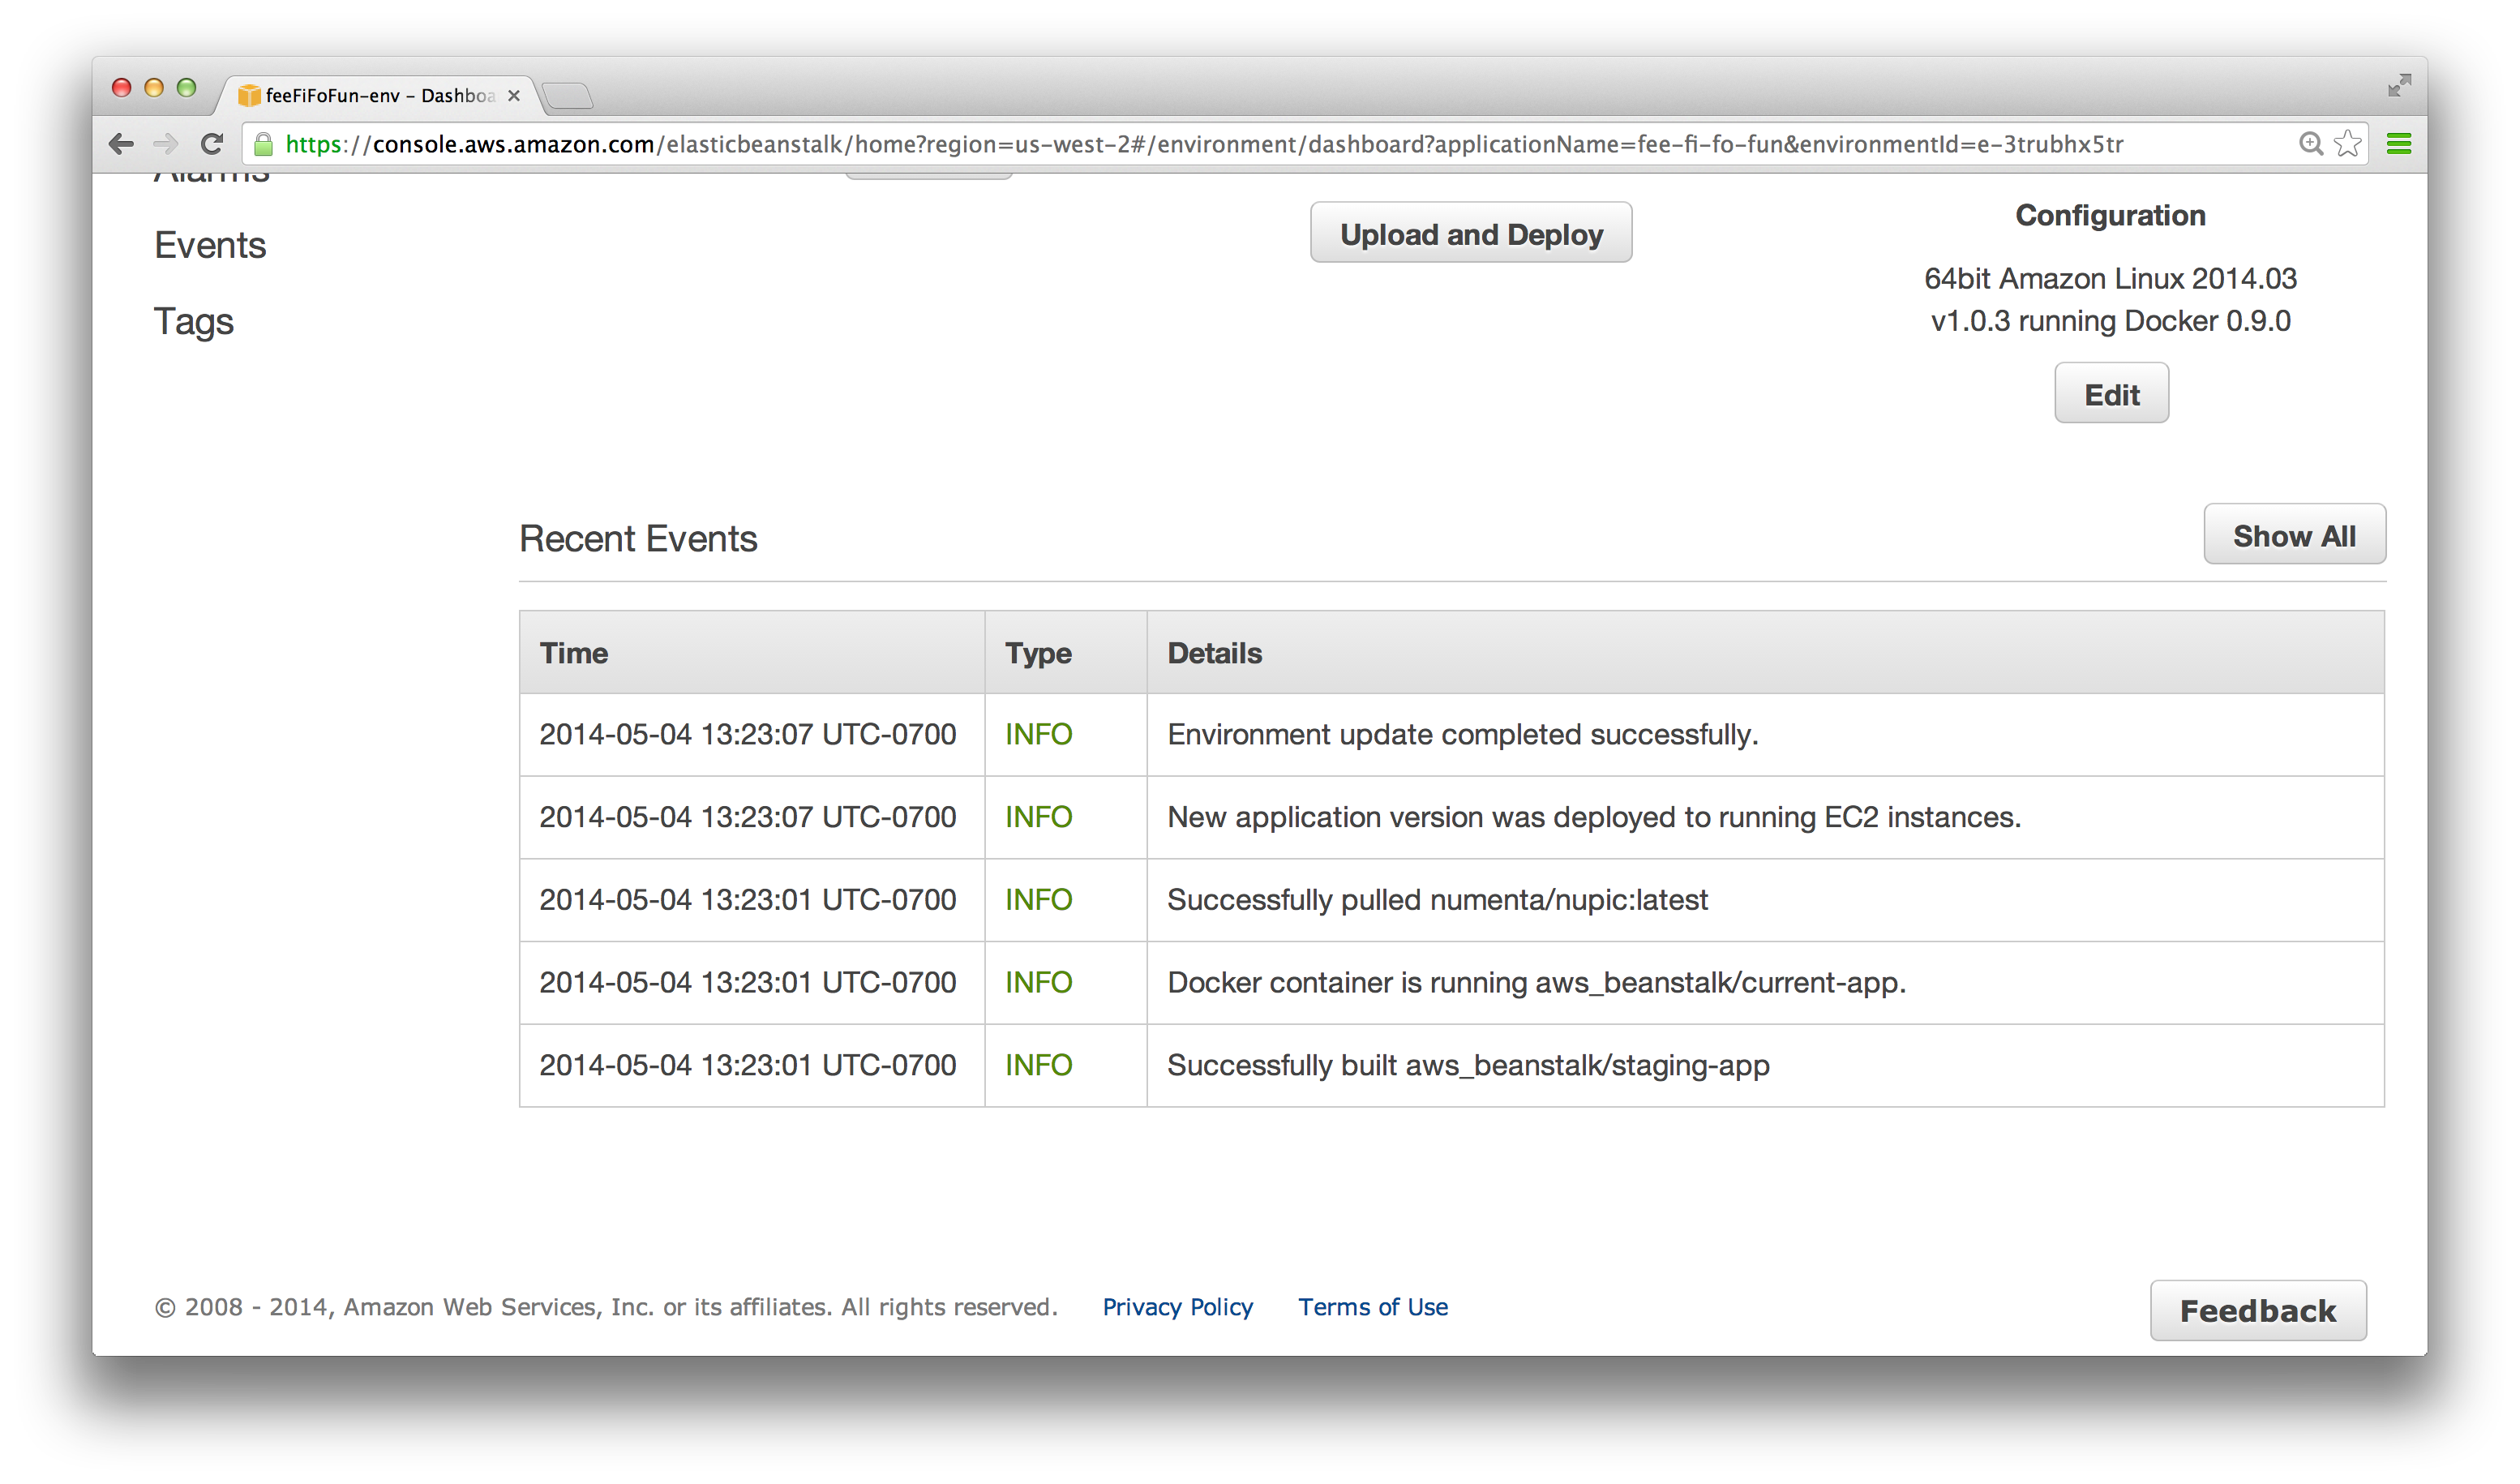 feeFiFoFun-env - Dashboa
https://console.aws.amazon.com/elasticbeanstalk/home?region=us-west-2#/environment/dashboard?applicationName=fee-fi-fo-fun&environmentId=e-3trubhx5tr
Alarms
Events
Tags
Upload and Deploy
Configuration
64bit Amazon Linux 2014.03
v1.0.3 running Docker 0.9.0
Edit
Recent Events
Show All
Time Type Details
2014-05-04 13:23:07 UTC-0700 INFO Environment update completed successfully.
2014-05-04 13:23:07 UTC-0700 INFO New application version was deployed to running EC2 instances.
2014-05-04 13:23:01 UTC-0700 INFO Successfully pulled numenta/nupic:latest
2014-05-04 13:23:01 UTC-0700 INFO Docker container is running aws_beanstalk/current-app.
2014-05-04 13:23:01 UTC-0700 INFO Successfully built aws_beanstalk/staging-app
© 2008 - 2014, Amazon Web Services, Inc. or its affiliates. All rights reserved. Privacy Policy Terms of Use
Feedback